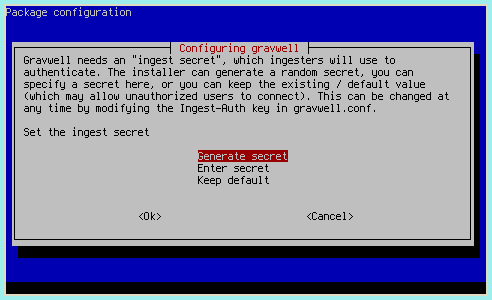 Package configuration
Configuring gravwell
Gravwell needs an "ingest secret", which ingesters will use to
authenticate. The installer can generate a random secret, you can
specify a secret here, or you can keep the existing / default value
(which may allow unauthorized users to connect). This can be changed at
any time by modifying the Ingest-Auth key in gravwell.conf.
Set the ingest secret
Generate secret
Enter secret
Keep default
<Ok> <Cancel>